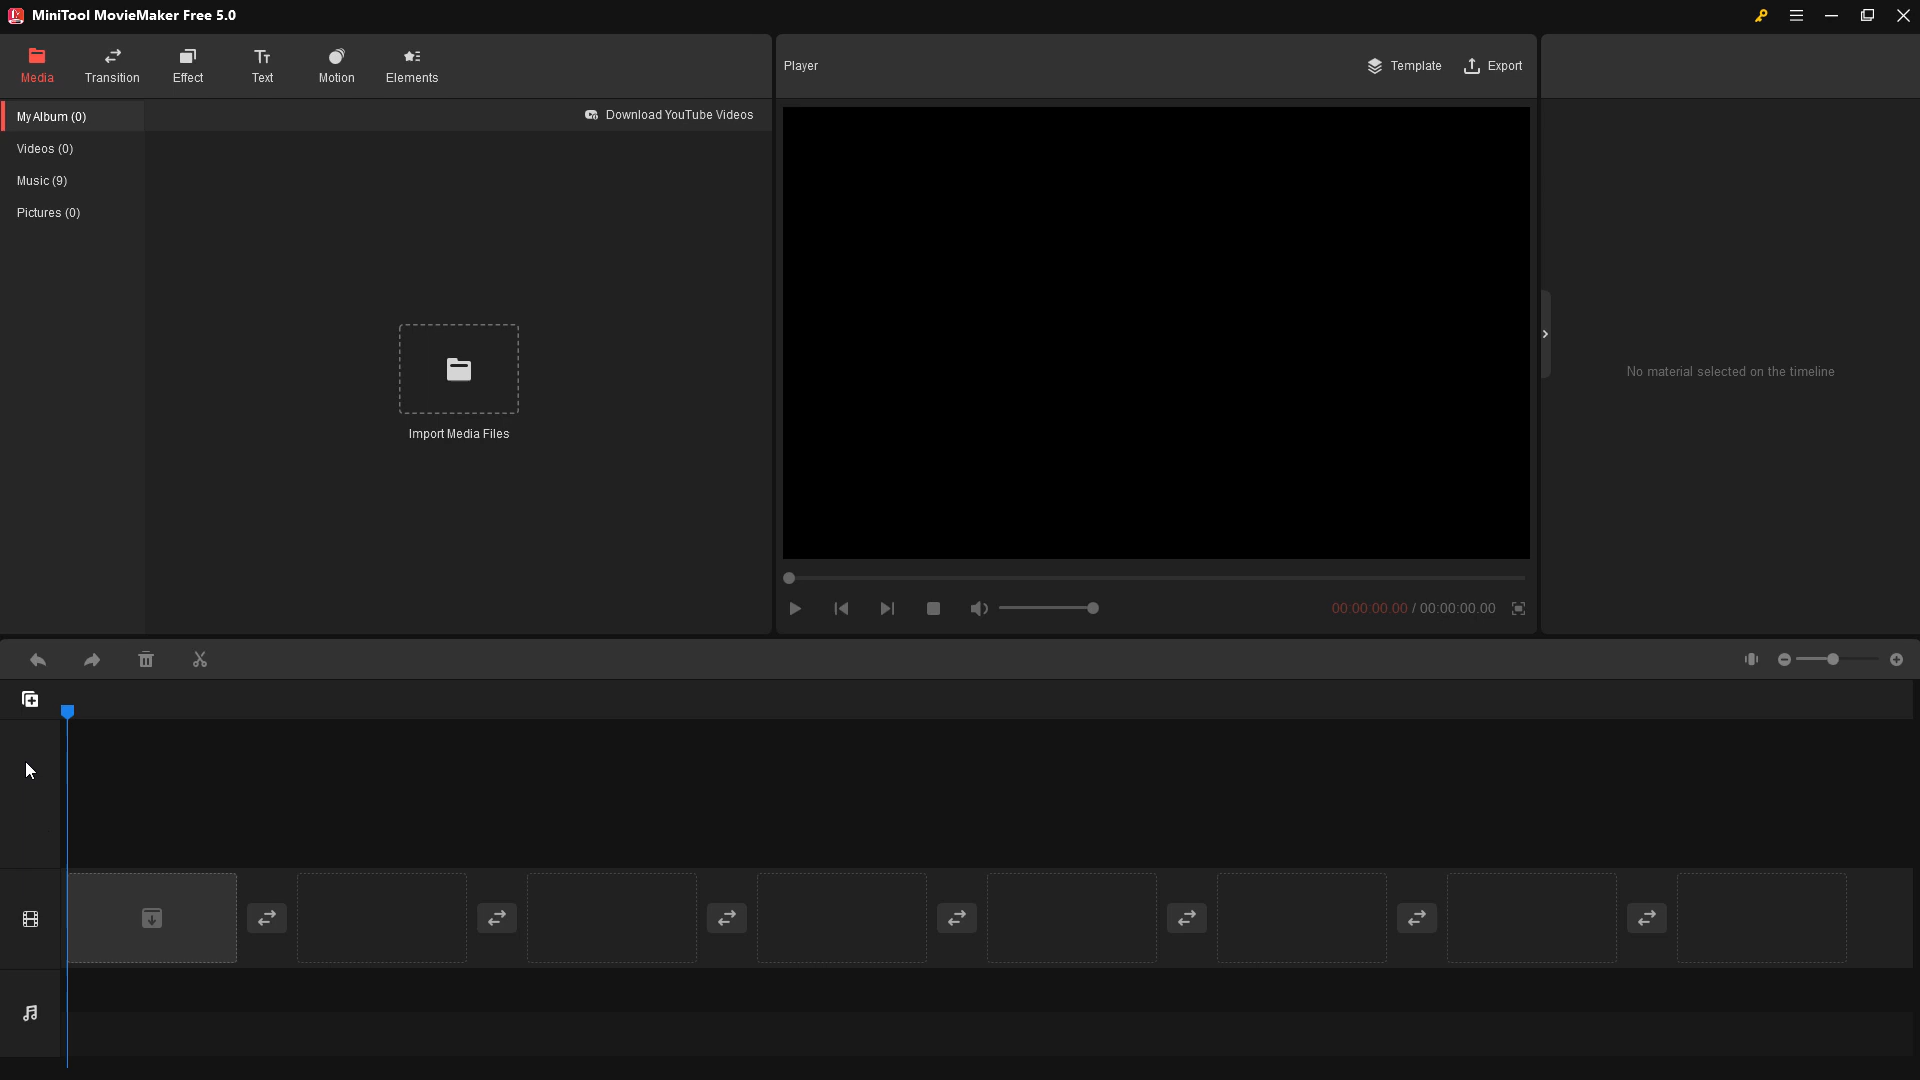 MiniTool MovieMaker Free 5.0
Media
Transition
Effect
Text
Motion
Elements
Player
Template
Export
My Album (0)
Download YouTube Videos
Videos (0)
Music (9)
Pictures (0)
Import Media Files
No material selected on the timeline
00:00:00.00 / 00:00:00.00